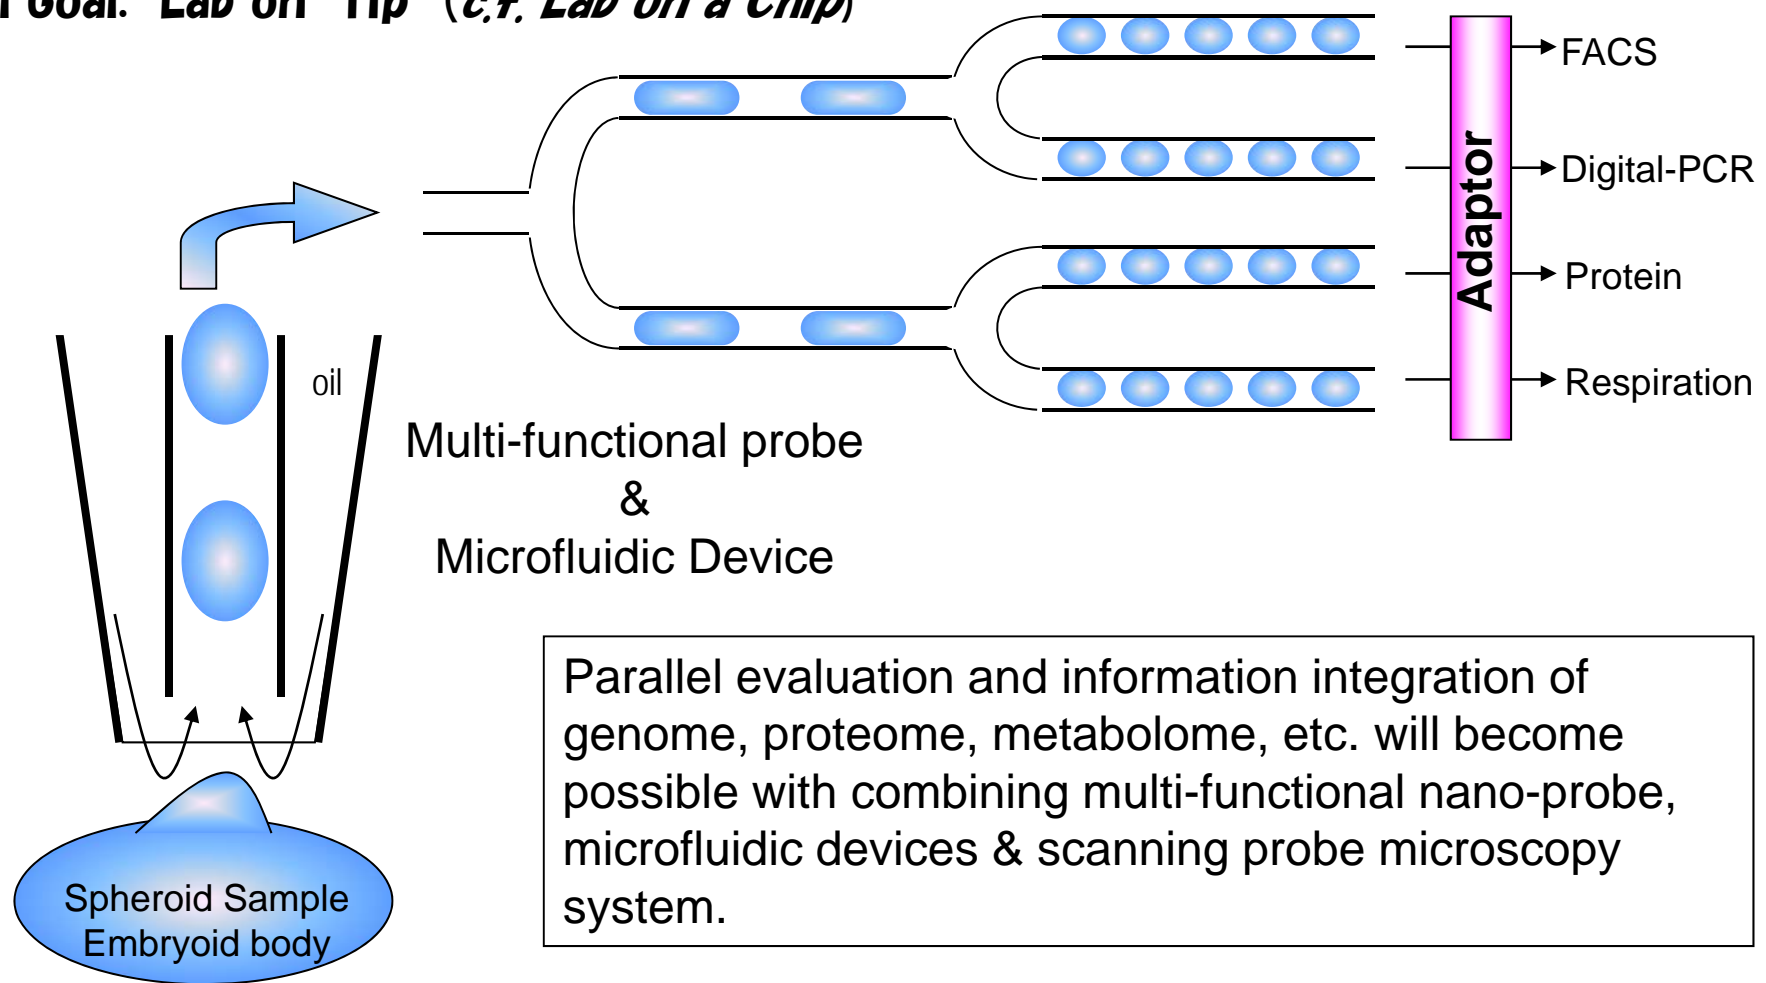 Goal: "Lab on "Tip" (c.f. Lab on a Chip)
FACS
Digital-PCR
Adaptor
Protein
Respiration
oil
Multi-functional probe
&
Microfluidic Device
Parallel evaluation and information integration of
genome, proteome, metabolome, etc. will become
possible with combining multi-functional nano-probe,
microfluidic devices & scanning probe microscopy
system.
Spheroid Sample
Embryoid body